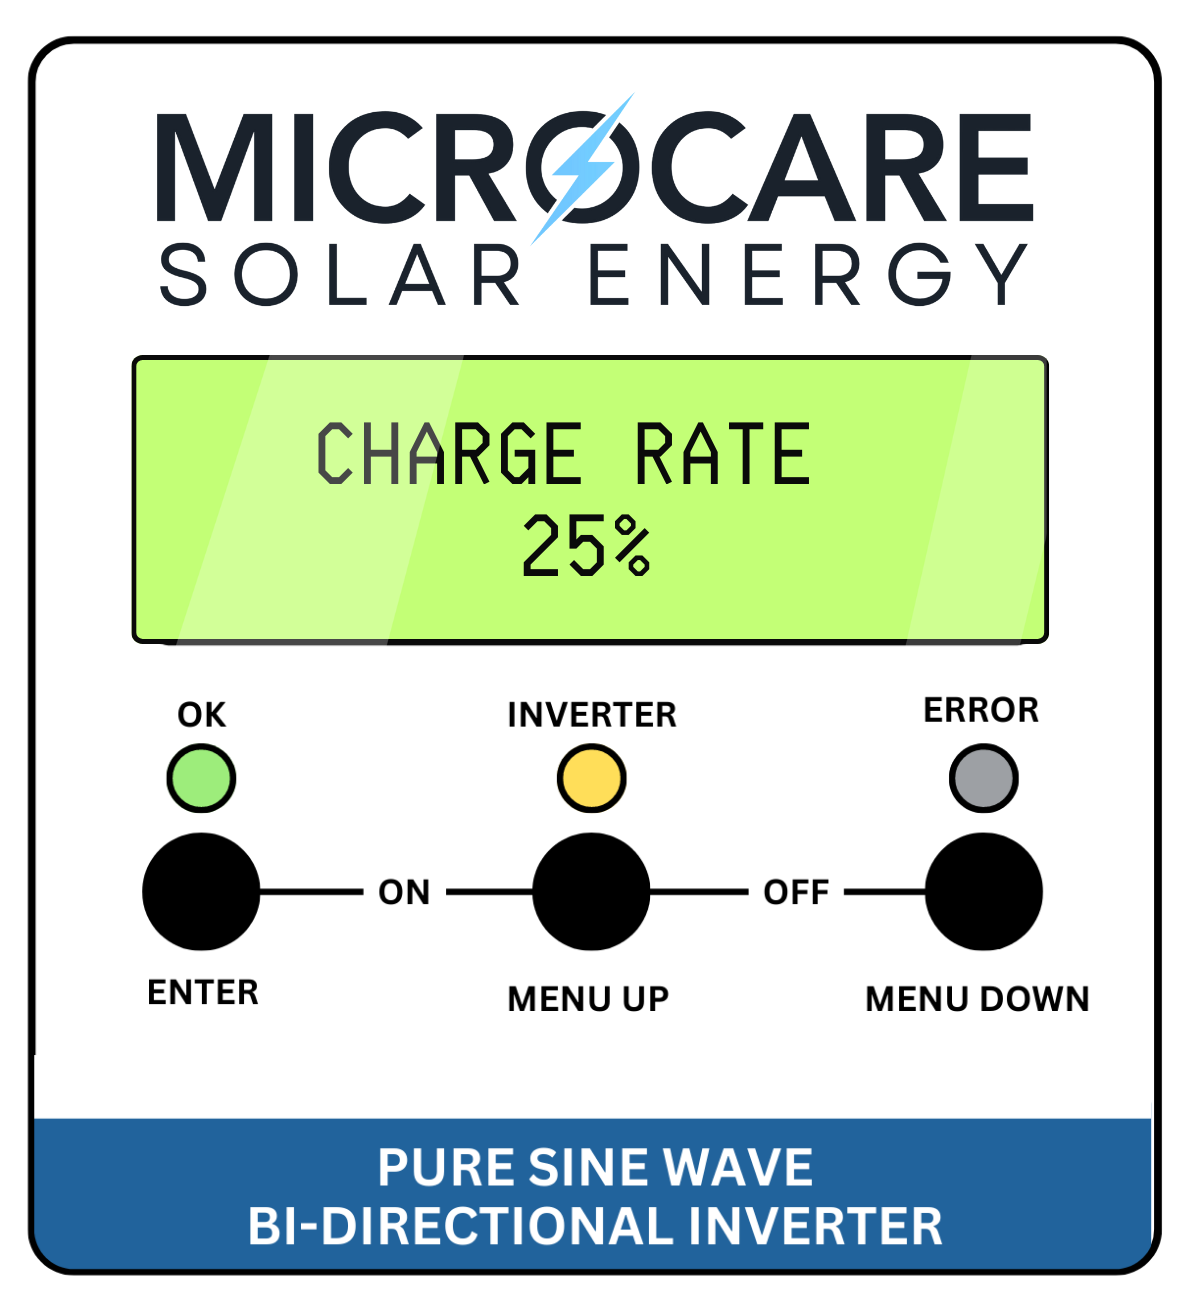 MICROCARE
SOLAR ENERGY
CHARGE RATE
25%
OK INVERTER ERROR
ON OFF
ENTER MENU UP MENU DOWN
PURE SINE WAVE
BI-DIRECTIONAL INVERTER